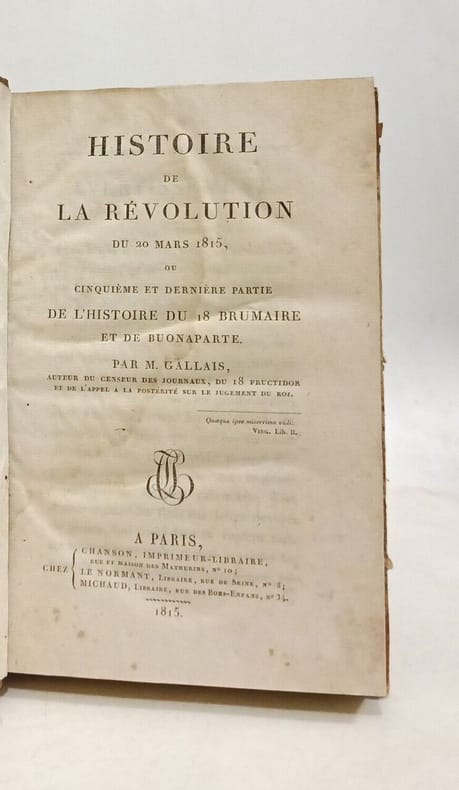 HISTOIRE
DE
LA RÉVOLUTION
DU 20 MARS 1815,
OU
CINQUIÈME ET DERNIÈRE PARTIE
DE L'HISTOIRE DU 18 BRUMAIRE
ET DE BUONAPARTE.
PAR M. GALLAIS,
AUTEUR DU CENSEUR DES JOURNAUX, DU 18 FRUCTIDOR
ET DE L'APPEL A LA POSTÉRITÉ SUR LE JUGEMENT DU ROI.
Quæque ipse miserrima vidi.
VIRG. Lib. II.
A PARIS,
CHEZ
CHANSON, IMPRIMEUR-LIBRAIRE,
RUE ET MAISON DES MATHURINS, N° 10;
LE NORMANT, LIBRAIRE, RUE DE SEINE, N° 8;
MICHAUD, LIBRAIRE, RUE DES BONS-ENFANS, N° 34.
1815.